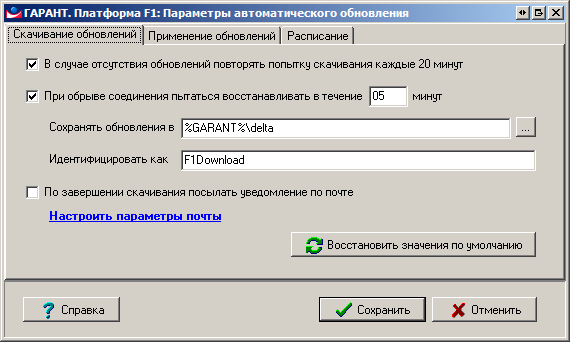 ГАРАНТ. Платформа F1: Параметры автоматического обновления
Скачивание обновлений Применение обновлений Расписание
В случае отсутствия обновлений повторять попытку скачивания каждые 20 минут
При обрыве соединения пытаться восстанавливать в течение 05 минут
Сохранять обновления в %GARANT%\delta ...
Идентифицировать как F1Download
По завершении скачивания посылать уведомление по почте
Настроить параметры почты
Восстановить значения по умолчанию
? Справка Сохранить Отменить